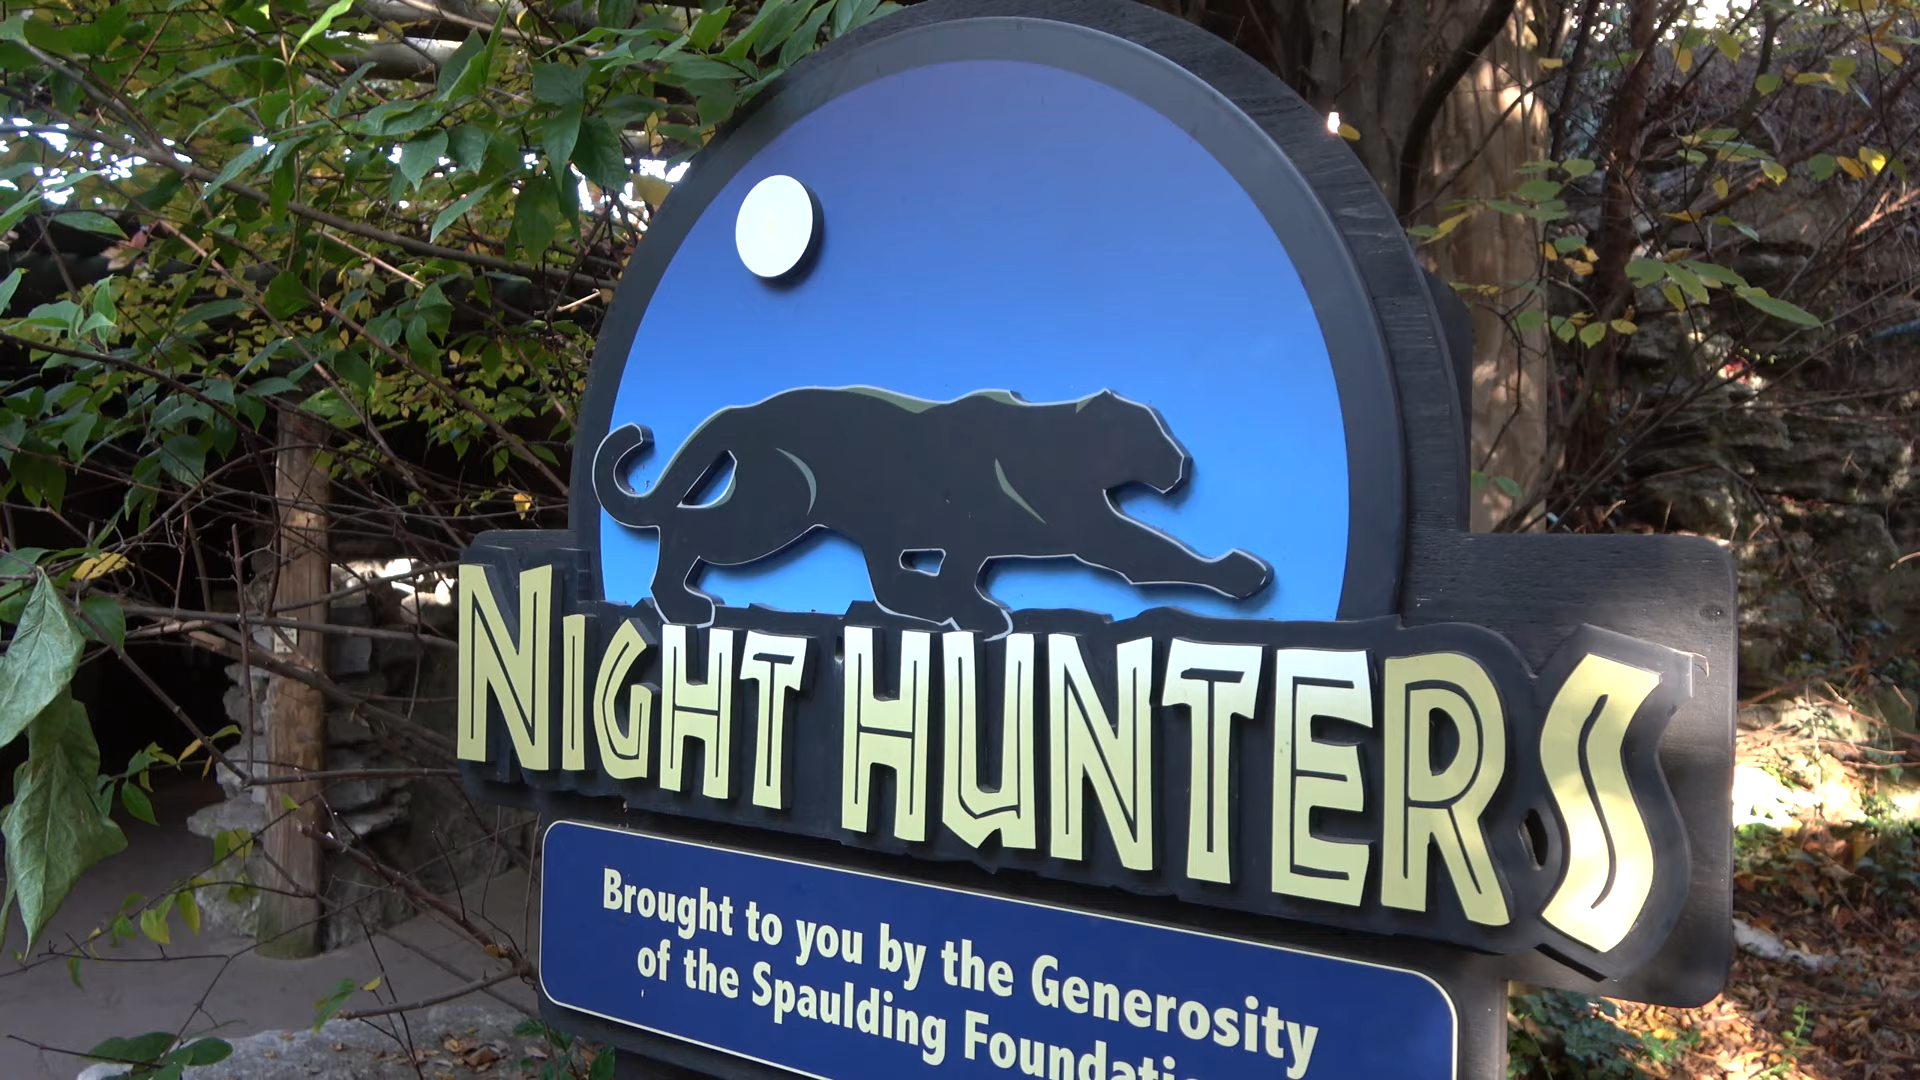 NIGHT HUNTERS
Brought to you by the Generosity
of the Spaulding